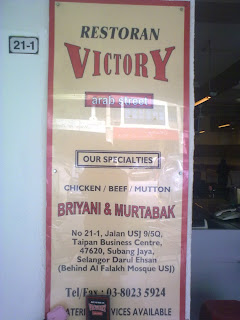 21-1
RESTORAN
VICTORY
arab street
OUR SPECIALTIES
CHICKEN / BEEF / MUTTON
BRIYANI & MURTABAK
No 21-1, Jalan USJ 9/5Q,
Taipan Business Centre,
47620, Subang Jaya,
Selangor Darul Ehsan
(Behind Al Falakh Mosque USJ)
Tel/Fax : 03-8023 5924
VICTORY
AVAILABLE